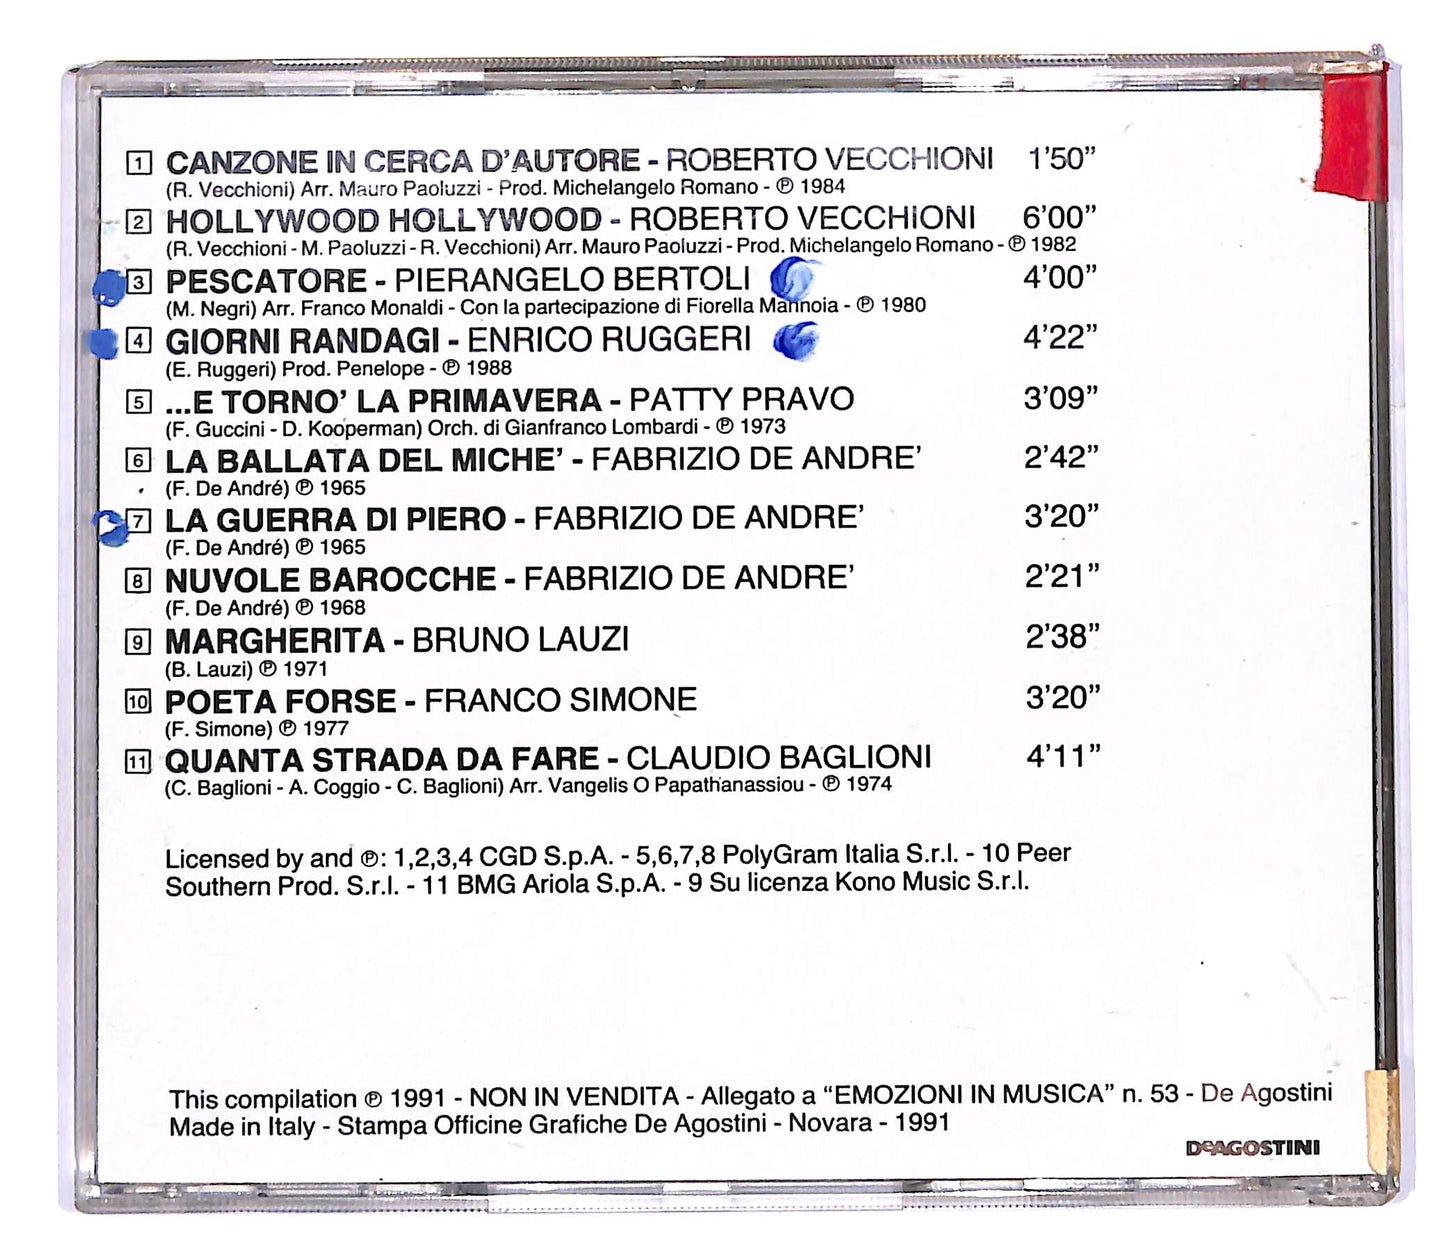 1 CANZONE IN CERCA D'AUTORE - ROBERTO VECCHIONI 1'50"
(R. Vecchioni) Arr. Mauro Paoluzzi - Prod. Michelangelo Romano - ℗ 1984
2 HOLLYWOOD HOLLYWOOD - ROBERTO VECCHIONI 6'00"
(R. Vecchioni - M. Paoluzzi - R. Vecchioni) Arr. Mauro Paoluzzi - Prod. Michelangelo Romano - ℗ 1982
3 PESCATORE - PIERANGELO BERTOLI 4'00"
(M. Negri) Arr. Franco Monaldi - Con la partecipazione di Fiorella Mannoia - ℗ 1980
4 GIORNI RANDAGI - ENRICO RUGGERI 4'22"
(E. Ruggeri) Prod. Penelope - ℗ 1988
5 ...E TORNO' LA PRIMAVERA - PATTY PRAVO 3'09"
(F. Guccini - D. Kooperman) Orch. di Gianfranco Lombardi - ℗ 1973
6 LA BALLATA DEL MICHE' - FABRIZIO DE ANDRE' 2'42"
(F. De André) ℗ 1965
7 LA GUERRA DI PIERO - FABRIZIO DE ANDRE' 3'20"
(F. De André) ℗ 1965
8 NUVOLE BAROCCHE - FABRIZIO DE ANDRE' 2'21"
(F. De André) ℗ 1968
9 MARGHERITA - BRUNO LAUZI 2'38"
(B. Lauzi) ℗ 1971
10 POETA FORSE - FRANCO SIMONE 3'20"
(F. Simone) ℗ 1977
11 QUANTA STRADA DA FARE - CLAUDIO BAGLIONI 4'11"
(C. Baglioni - A. Coggio - C. Baglioni) Arr. Vangelis O Papathanassiou - ℗ 1974
Licensed by and ℗: 1,2,3,4 CGD S.p.A. - 5,6,7,8 PolyGram Italia S.r.l. - 10 Peer
Southern Prod. S.r.l. - 11 BMG Ariola S.p.A. - 9 Su licenza Kono Music S.r.l.
This compilation ℗ 1991 - NON IN VENDITA - Allegato a "EMOZIONI IN MUSICA" n. 53 - De Agostini
Made in Italy - Stampa Officine Grafiche De Agostini - Novara - 1991
DeAGOSTINI